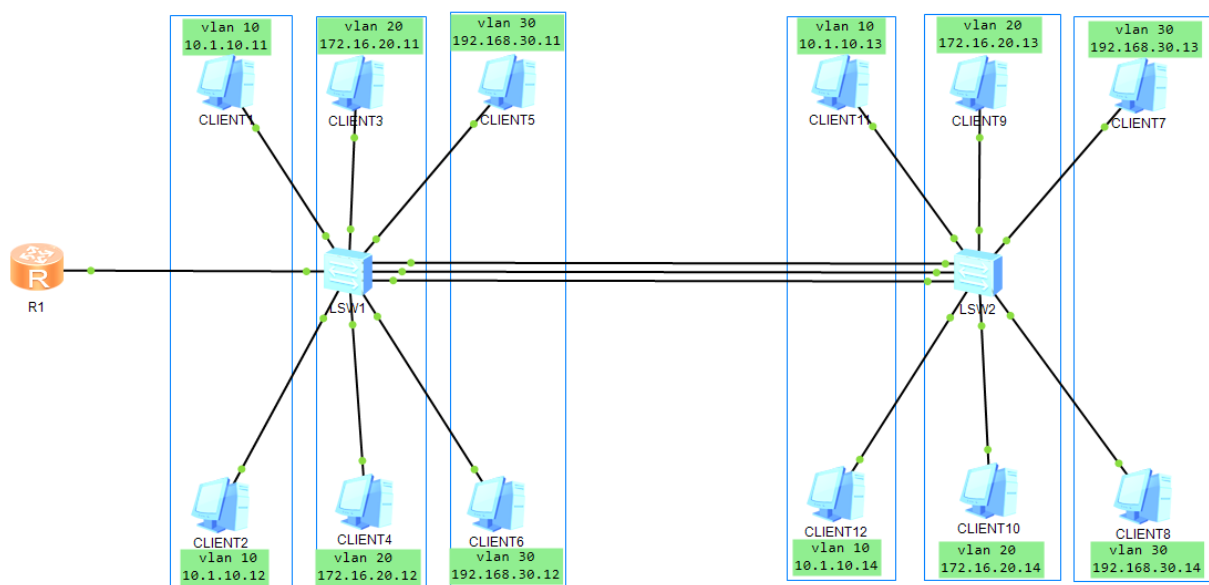 vlan 10
10.1.10.11
vlan 20
172.16.20.11
vlan 30
192.168.30.11
vlan 10
10.1.10.13
vlan 20
172.16.20.13
vlan 30
192.168.30.13
CLIENT1
CLIENT3
CLIENT5
CLIENT11
CLIENT9
CLIENT7
R
R1
LSW1
LSW2
CLIENT2
CLIENT4
CLIENT6
CLIENT12
CLIENT10
CLIENT8
vlan 10
10.1.10.12
vlan 20
172.16.20.12
vlan 30
192.168.30.12
vlan 10
10.1.10.14
vlan 20
172.16.20.14
vlan 30
192.168.30.14